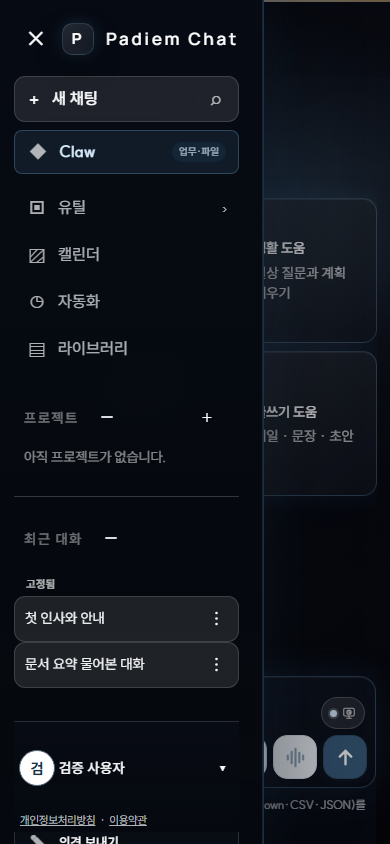 P Padiem Chat
+ 새 채팅
Claw 업무·파일
유틸
캘린더
자동화
라이브러리
프로젝트
아직 프로젝트가 없습니다.
최근 대화
고정됨
첫 인사와 안내
문서 요약 물어본 대화
검 검증 사용자
개인정보처리방침 · 이용약관
의견 보내기
도움
질문과 계획
우기
쓰기 도움
· 문장 · 초안
own·CSV·JSON)를